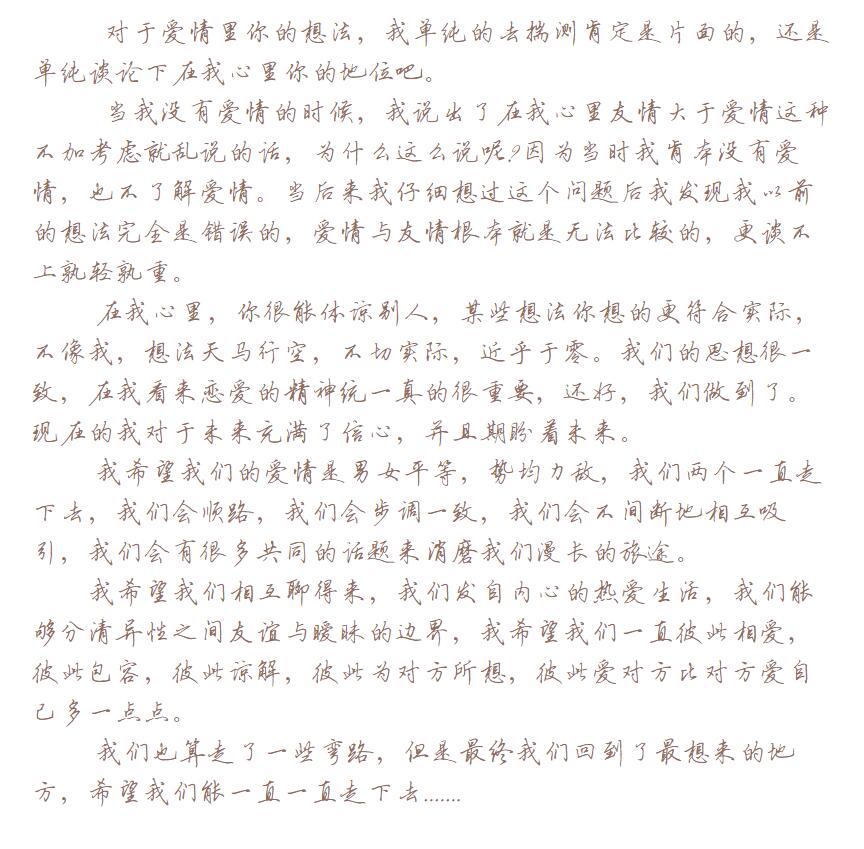 对于爱情里你的想法，我单纯的去揣测肯定是片面的，还是
单纯谈论下在我心里你的地位吧。
当我没有爱情的时候，我说出了在我心里友情大于爱情这种
不加考虑就乱说的话，为什么这么说呢？因为当时我肯本没有爱
情，也不了解爱情。当后来我仔细想过这个问题后我发现我以前
的想法完全是错误的，爱情与友情根本就是无法比较的，更谈不
上孰轻孰重。
在我心里，你很能体谅别人，某些想法你想的更符合实际，
不像我，想法天马行空，不切实际，近乎于零。我们的思想很一
致，在我看来恋爱的精神统一真的很重要，还好，我们做到了。
现在的我对于未来充满了信心，并且期盼着未来。
我希望我们的爱情是男女平等，势均力敌，我们两个一直走
下去，我们会顺路，我们会步调一致，我们会不间断地相互吸
引，我们会有很多共同的话题来消磨我们漫长的旅途。
我希望我们相互聊得来，我们发自内心的热爱生活，我们能
够分清异性之间友谊与暧昧的边界，我希望我们一直彼此相爱，
彼此包容，彼此谅解，彼此为对方所想，彼此爱对方比对方爱自
己多一点点。
我们也算走了一些弯路，但是最终我们回到了最想来的地
方，希望我们能一直一直走下去.......